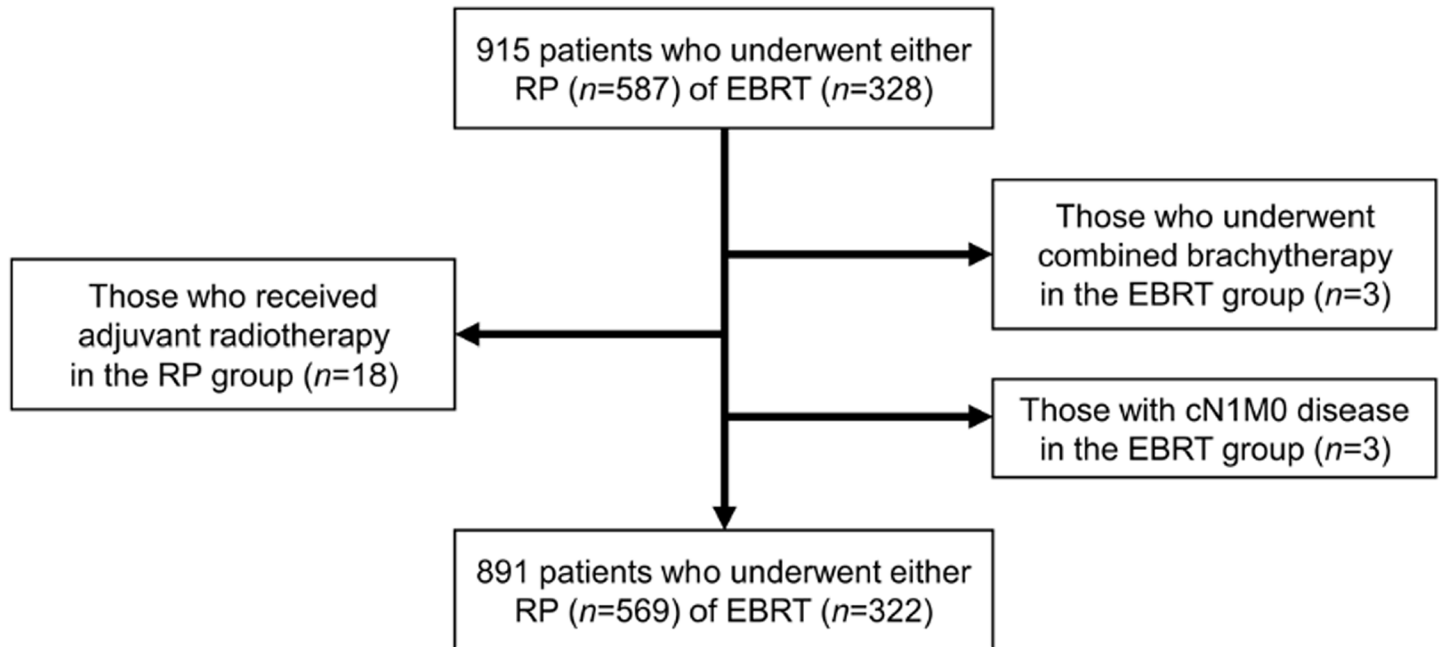 915 patients who underwent either
RP (n=587) of EBRT (n=328)
Those who underwent
combined brachytherapy
in the EBRT group (n=3)
Those who received
adjuvant radiotherapy
in the RP group (n=18)
Those with cN1M0 disease
in the EBRT group (n=3)
891 patients who underwent either
RP (n=569) of EBRT (n=322)